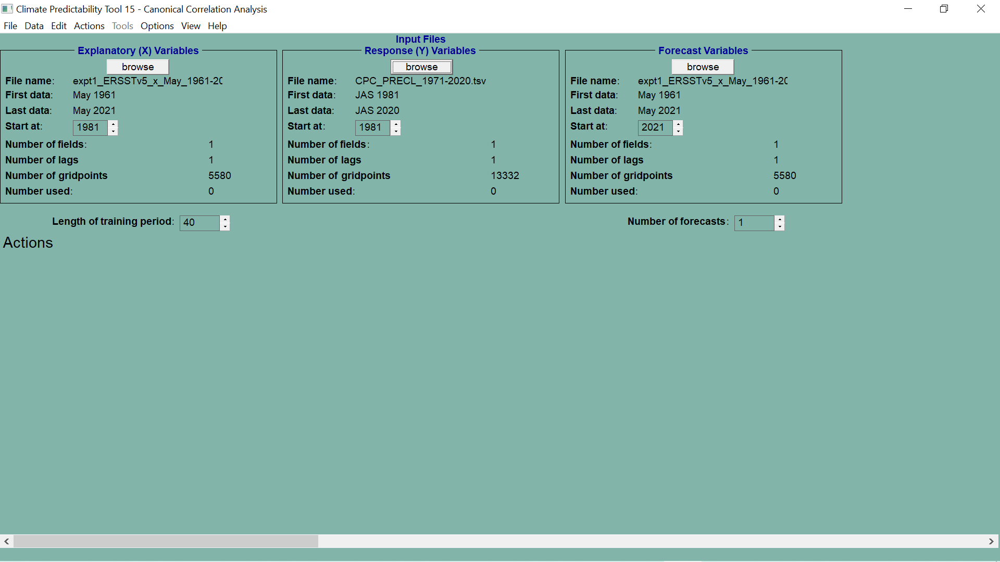 Climate Predictability Tool 15 - Canonical Correlation Analysis
File Data Edit Actions Tools Options View Help
Input Files
Explanatory (X) Variables
browse
File name: expt1_ERSSTv5_x_May_1961-20
First data: May 1961
Last data: May 2021
Start at: 1981
Number of fields: 1
Number of lags 1
Number of gridpoints 5580
Number used: 0
Response (Y) Variables
browse
File name: CPC_PRECL_1971-2020.tsv
First data: JAS 1981
Last data: JAS 2020
Start at: 1981
Number of fields: 1
Number of lags 1
Number of gridpoints 13332
Number used: 0
Forecast Variables
browse
File name: expt1_ERSSTv5_x_May_1961-20
First data: May 1961
Last data: May 2021
Start at: 2021
Number of fields: 1
Number of lags 1
Number of gridpoints 5580
Number used: 0
Length of training period: 40
Number of forecasts: 1
Actions